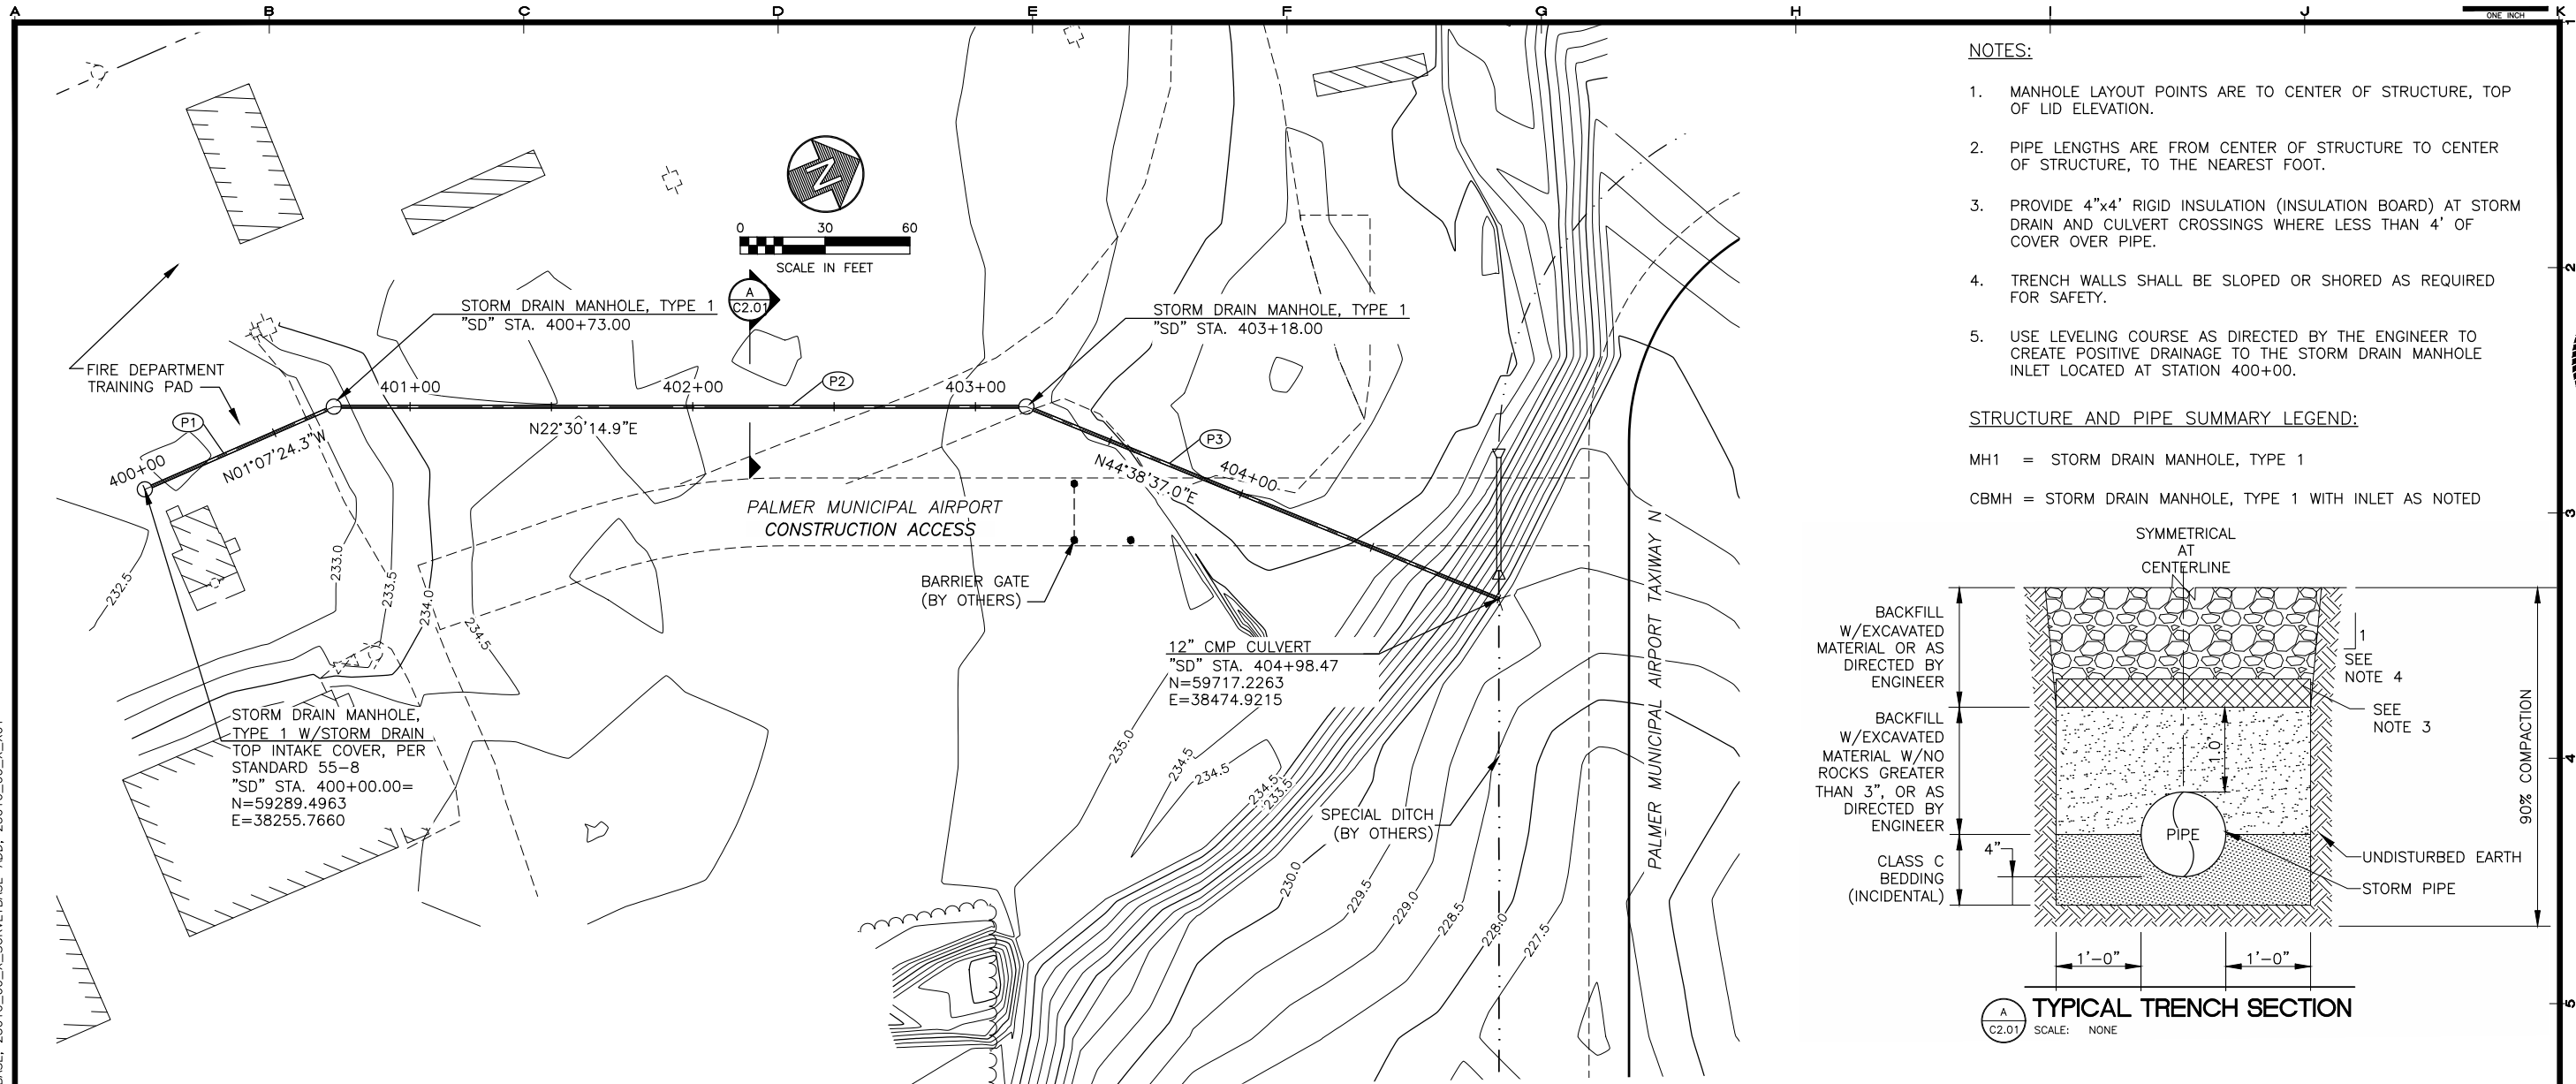 A B C D E F G H I J K
ONE INCH
1
2
3
4
5
N
0 30 60
SCALE IN FEET
A
C2.01
STORM DRAIN MANHOLE, TYPE 1
"SD" STA. 400+73.00
STORM DRAIN MANHOLE, TYPE 1
"SD" STA. 403+18.00
FIRE DEPARTMENT
TRAINING PAD
P1
P2
P3
400+00
401+00
402+00
403+00
404+00
N01°07'24.3"W
N22°30'14.9"E
N44°38'37.0"E
PALMER MUNICIPAL AIRPORT
CONSTRUCTION ACCESS
BARRIER GATE
(BY OTHERS)
12" CMP CULVERT
"SD" STA. 404+98.47
N=59717.2263
E=38474.9215
STORM DRAIN MANHOLE,
TYPE 1 W/STORM DRAIN
TOP INTAKE COVER, PER
STANDARD 55-8
"SD" STA. 400+00.00=
N=59289.4963
E=38255.7660
SPECIAL DITCH
(BY OTHERS)
PALMER MUNICIPAL AIRPORT TAXIWAY N
232.5
233.0
233.5
234.0
234.5
235.0
234.5
234.5
234.5
233.5
230.0
229.5
229.0
228.5
228.0
227.5
NOTES:
1. MANHOLE LAYOUT POINTS ARE TO CENTER OF STRUCTURE, TOP
OF LID ELEVATION.
2. PIPE LENGTHS ARE FROM CENTER OF STRUCTURE TO CENTER
OF STRUCTURE, TO THE NEAREST FOOT.
3. PROVIDE 4"x4' RIGID INSULATION (INSULATION BOARD) AT STORM
DRAIN AND CULVERT CROSSINGS WHERE LESS THAN 4' OF
COVER OVER PIPE.
4. TRENCH WALLS SHALL BE SLOPED OR SHORED AS REQUIRED
FOR SAFETY.
5. USE LEVELING COURSE AS DIRECTED BY THE ENGINEER TO
CREATE POSITIVE DRAINAGE TO THE STORM DRAIN MANHOLE
INLET LOCATED AT STATION 400+00.
STRUCTURE AND PIPE SUMMARY LEGEND:
MH1 = STORM DRAIN MANHOLE, TYPE 1
CBMH = STORM DRAIN MANHOLE, TYPE 1 WITH INLET AS NOTED
SYMMETRICAL
AT
CENTERLINE
BACKFILL
W/EXCAVATED
MATERIAL OR AS
DIRECTED BY
ENGINEER
BACKFILL
W/EXCAVATED
MATERIAL W/NO
ROCKS GREATER
THAN 3", OR AS
DIRECTED BY
ENGINEER
CLASS C
BEDDING
(INCIDENTAL)
4"
PIPE
1
SEE
NOTE 4
SEE
NOTE 3
90% COMPACTION
UNDISTURBED EARTH
STORM PIPE
1'-0" 1'-0"
A
C2.01
TYPICAL TRENCH SECTION
SCALE: NONE